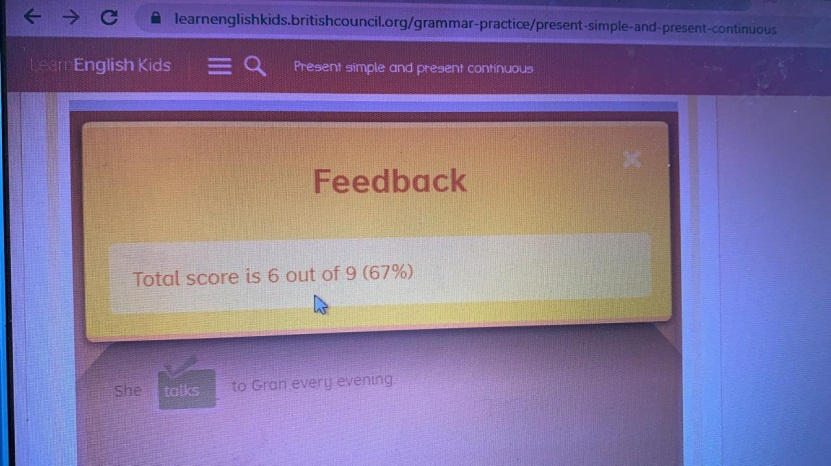 learnenglishkids.britishcouncil.org/grammar-practice/present-simple-and-present-continuous
LearnEnglish Kids
Present simple and present continuous
Feedback
Total score is 6 out of 9 (67%)
She talks to Gran every evening.